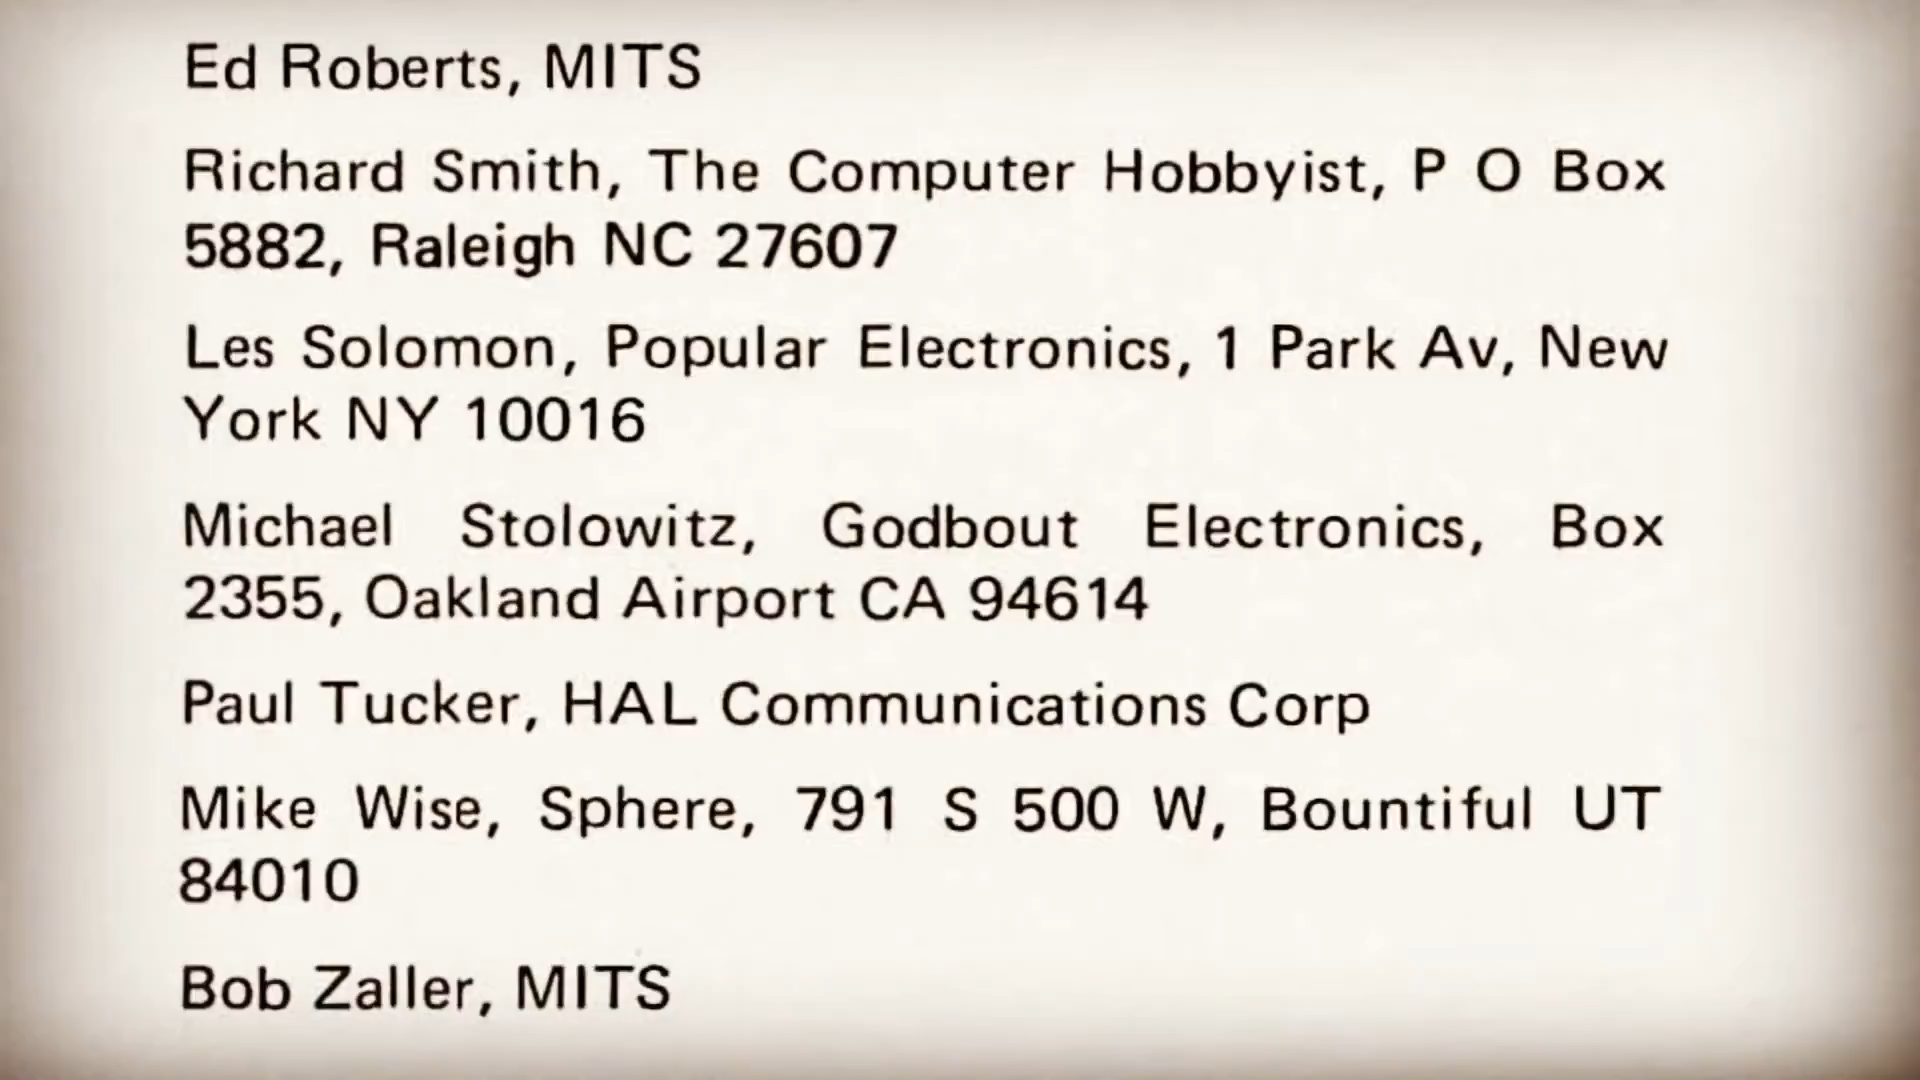 Ed Roberts, MITS
Richard Smith, The Computer Hobbyist, P O Box
5882, Raleigh NC 27607
Les Solomon, Popular Electronics, 1 Park Av, New
York NY 10016
Michael Stolowitz, Godbout Electronics, Box
2355, Oakland Airport CA 94614
Paul Tucker, HAL Communications Corp
Mike Wise, Sphere, 791 S 500 W, Bountiful UT
84010
Bob Zaller, MITS